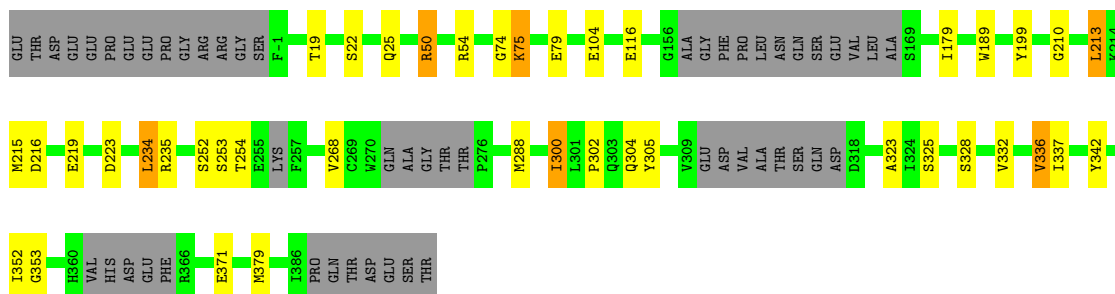 GLU THR ASP GLU GLU PRO GLU GLU PRO GLY ARG ARG GLY SER F-1 T19 S22 Q25 R50 R54 G74 K75 E79 E104 E116 G156 ALA GLY PHE PRO LEU ASN GLN SER GLU VAL LEU ALA S169 I179 W189 Y199 G210 L213 K214
M215 D216 E219 D223 L234 R235 S252 S253 T254 E255 LYS F257 V268 C269 W270 GLN ALA GLY THR THR P276 M288 I300 L301 P302 Q303 Q304 Y305 V309 GLU ASP VAL ALA THR SER GLN ASP D318 A323 I324 S325 S328 V332 V336 I337 Y342
I352 G353 H360 VAL HIS ASP GLU PHE R366 E371 M379 I386 PRO GLN THR ASP GLU SER THR